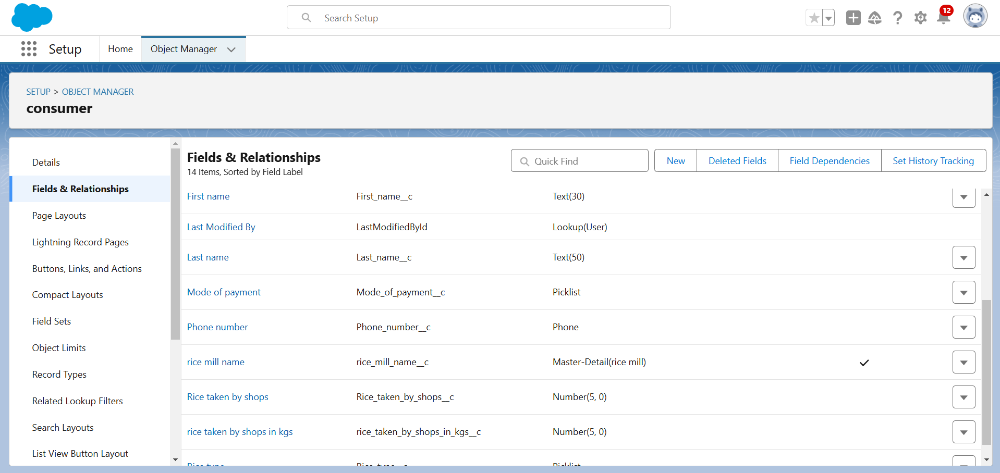 Search Setup
12
Setup
Home
Object Manager
SETUP > OBJECT MANAGER
consumer
Details
Fields & Relationships
Page Layouts
Lightning Record Pages
Buttons, Links, and Actions
Compact Layouts
Field Sets
Object Limits
Record Types
Related Lookup Filters
Search Layouts
List View Button Layout
Fields & Relationships
14 Items, Sorted by Field Label
Quick Find
New
Deleted Fields
Field Dependencies
Set History Tracking
First name First_name__c Text(30)
Last Modified By LastModifiedById Lookup(User)
Last name Last_name__c Text(50)
Mode of payment Mode_of_payment__c Picklist
Phone number Phone_number__c Phone
rice mill name rice_mill_name__c Master-Detail(rice mill)
Rice taken by shops Rice_taken_by_shops__c Number(5, 0)
rice taken by shops in kgs rice_taken_by_shops_in_kgs__c Number(5, 0)
Rice type Rice_type__c Picklist